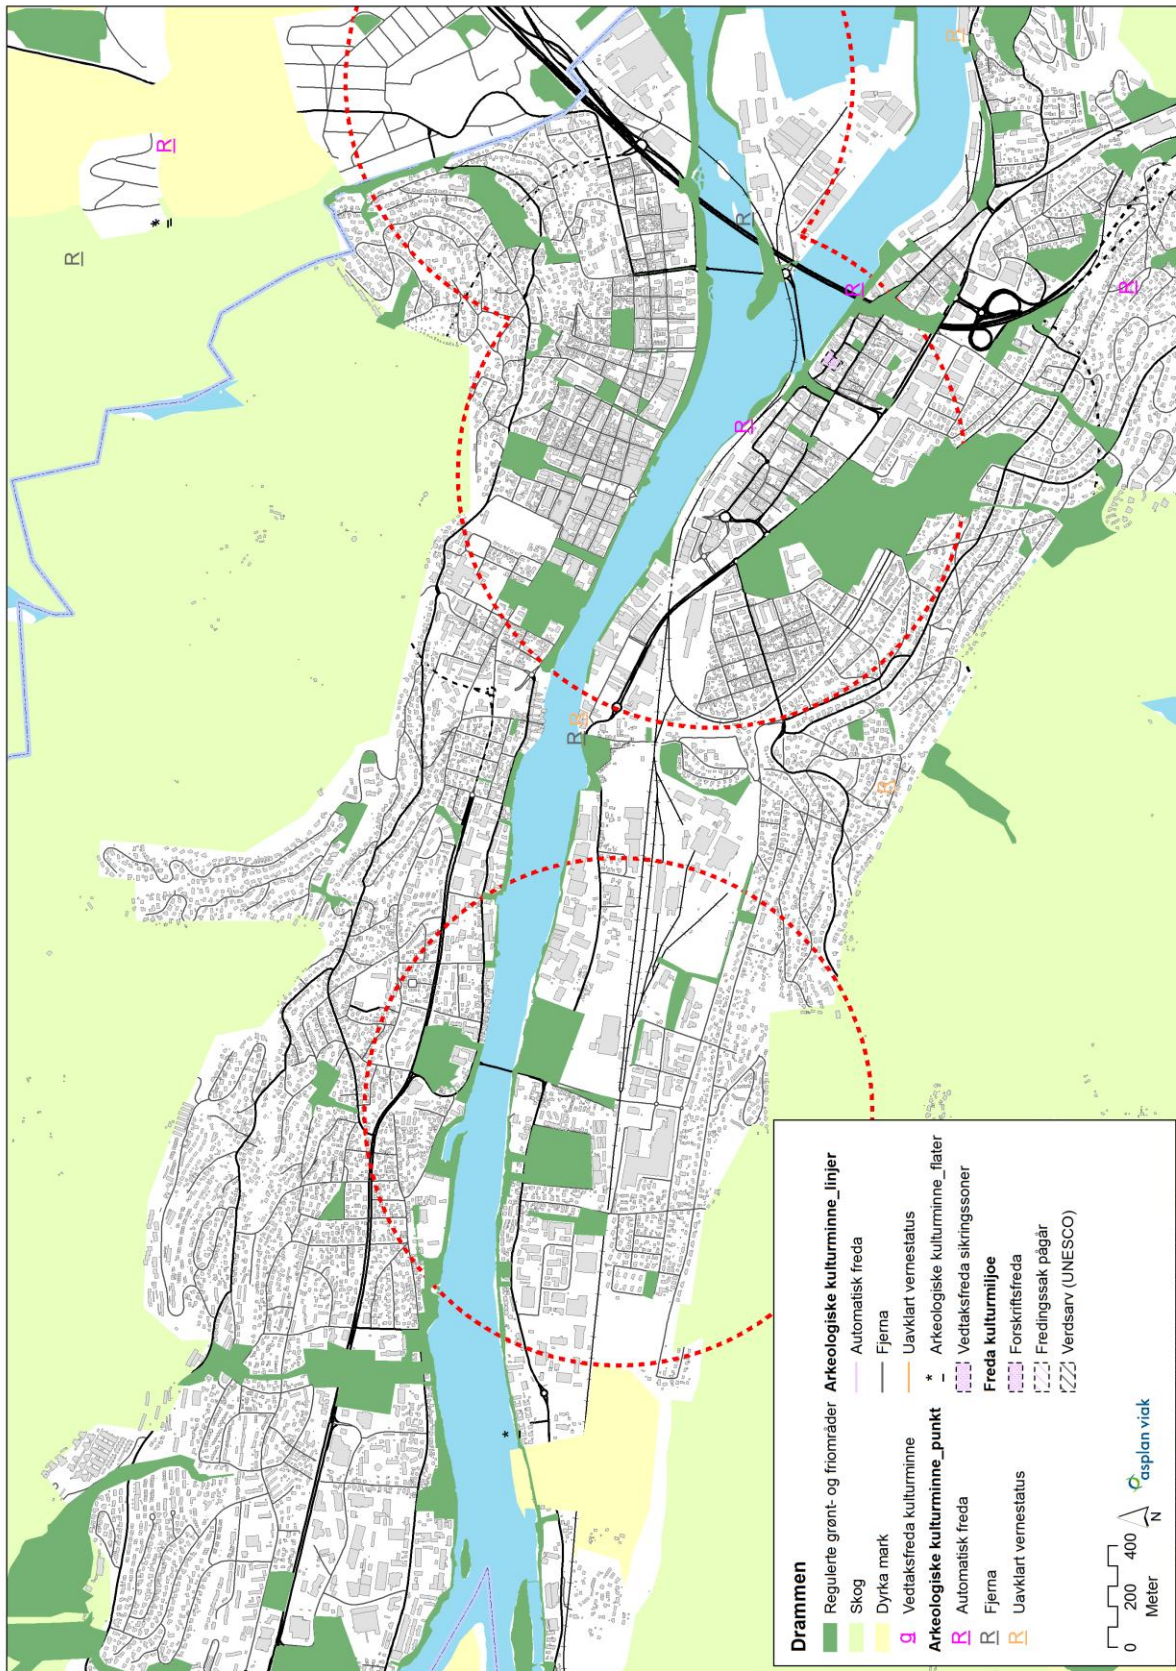 R
R
R
R
R
R
R
R
R
R
*
*
Drammen
Regulerte grønt- og friområder
Skog
Dyrka mark
g Vedtaksfreda kulturminne
Arkeologiske kulturminne_punkt
R Automatisk freda
R Fjerna
R Uavklart vernestatus
Arkeologiske kulturminne_linjer
Automatisk freda
Fjerna
Uavklart vernestatus
* Arkeologiske kulturminne_flater
Vedtaksfreda sikringssoner
Freda kulturmiljoe
Forskriftsfreda
Fredingssak pågår
Verdsarv (UNESCO)
0 200 400
Meter
N
asplan viak